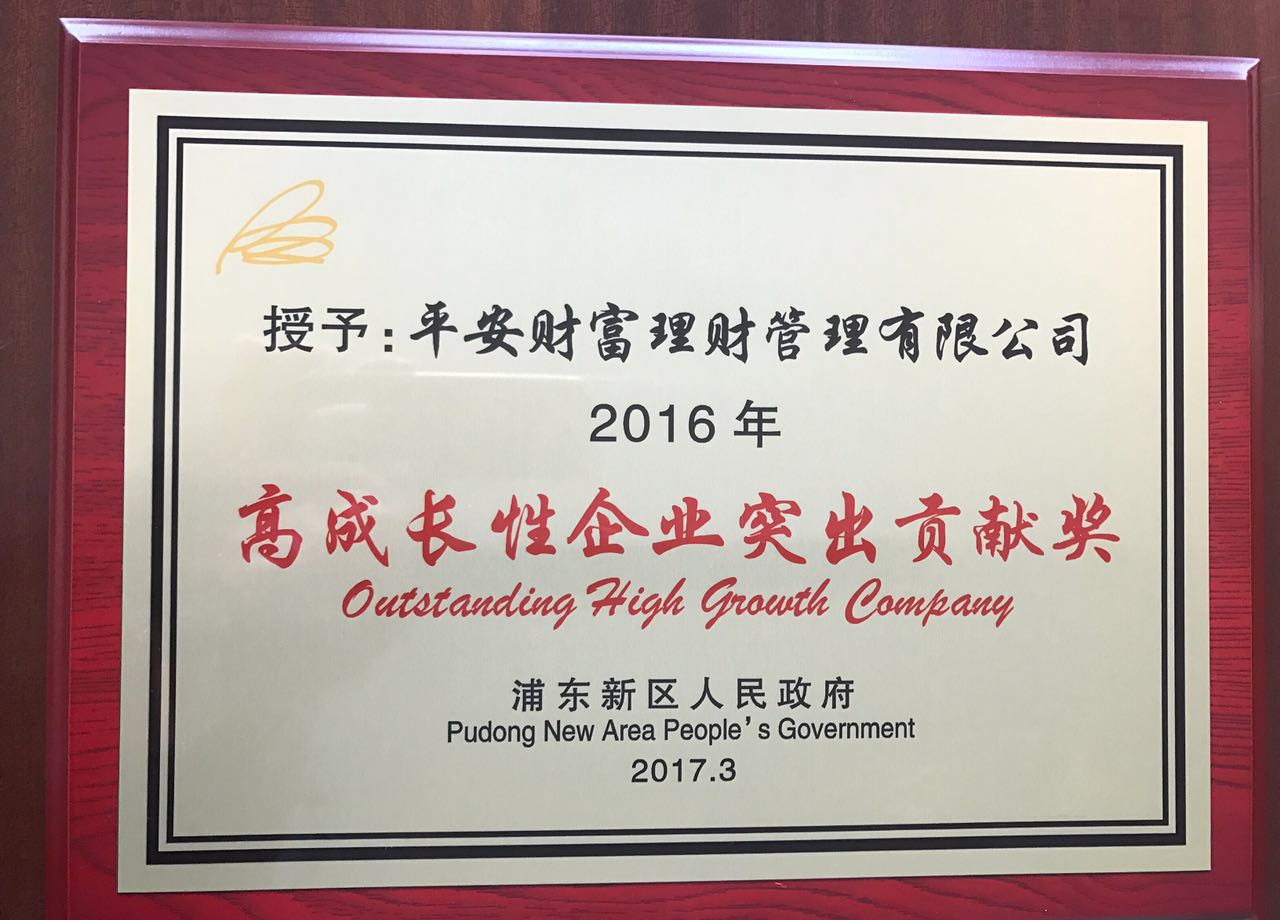 授予:平安财富理财管理有限公司
2016年
高成长性企业突出贡献奖
Outstanding High Growth Company
浦东新区人民政府
Pudong New Area People's Government
2017.3